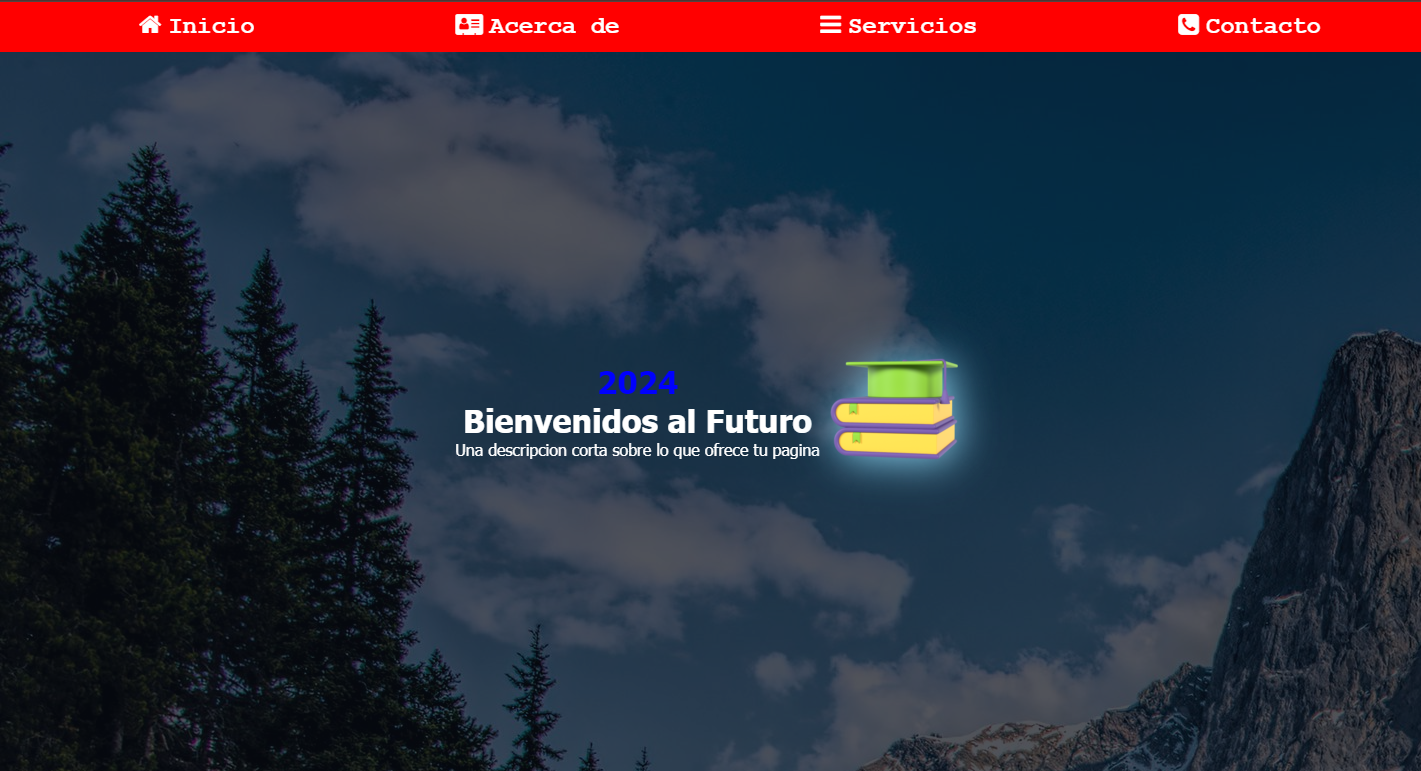 Inicio Acerca de Servicios Contacto
2024
Bienvenidos al Futuro
Una descripcion corta sobre lo que ofrece tu pagina